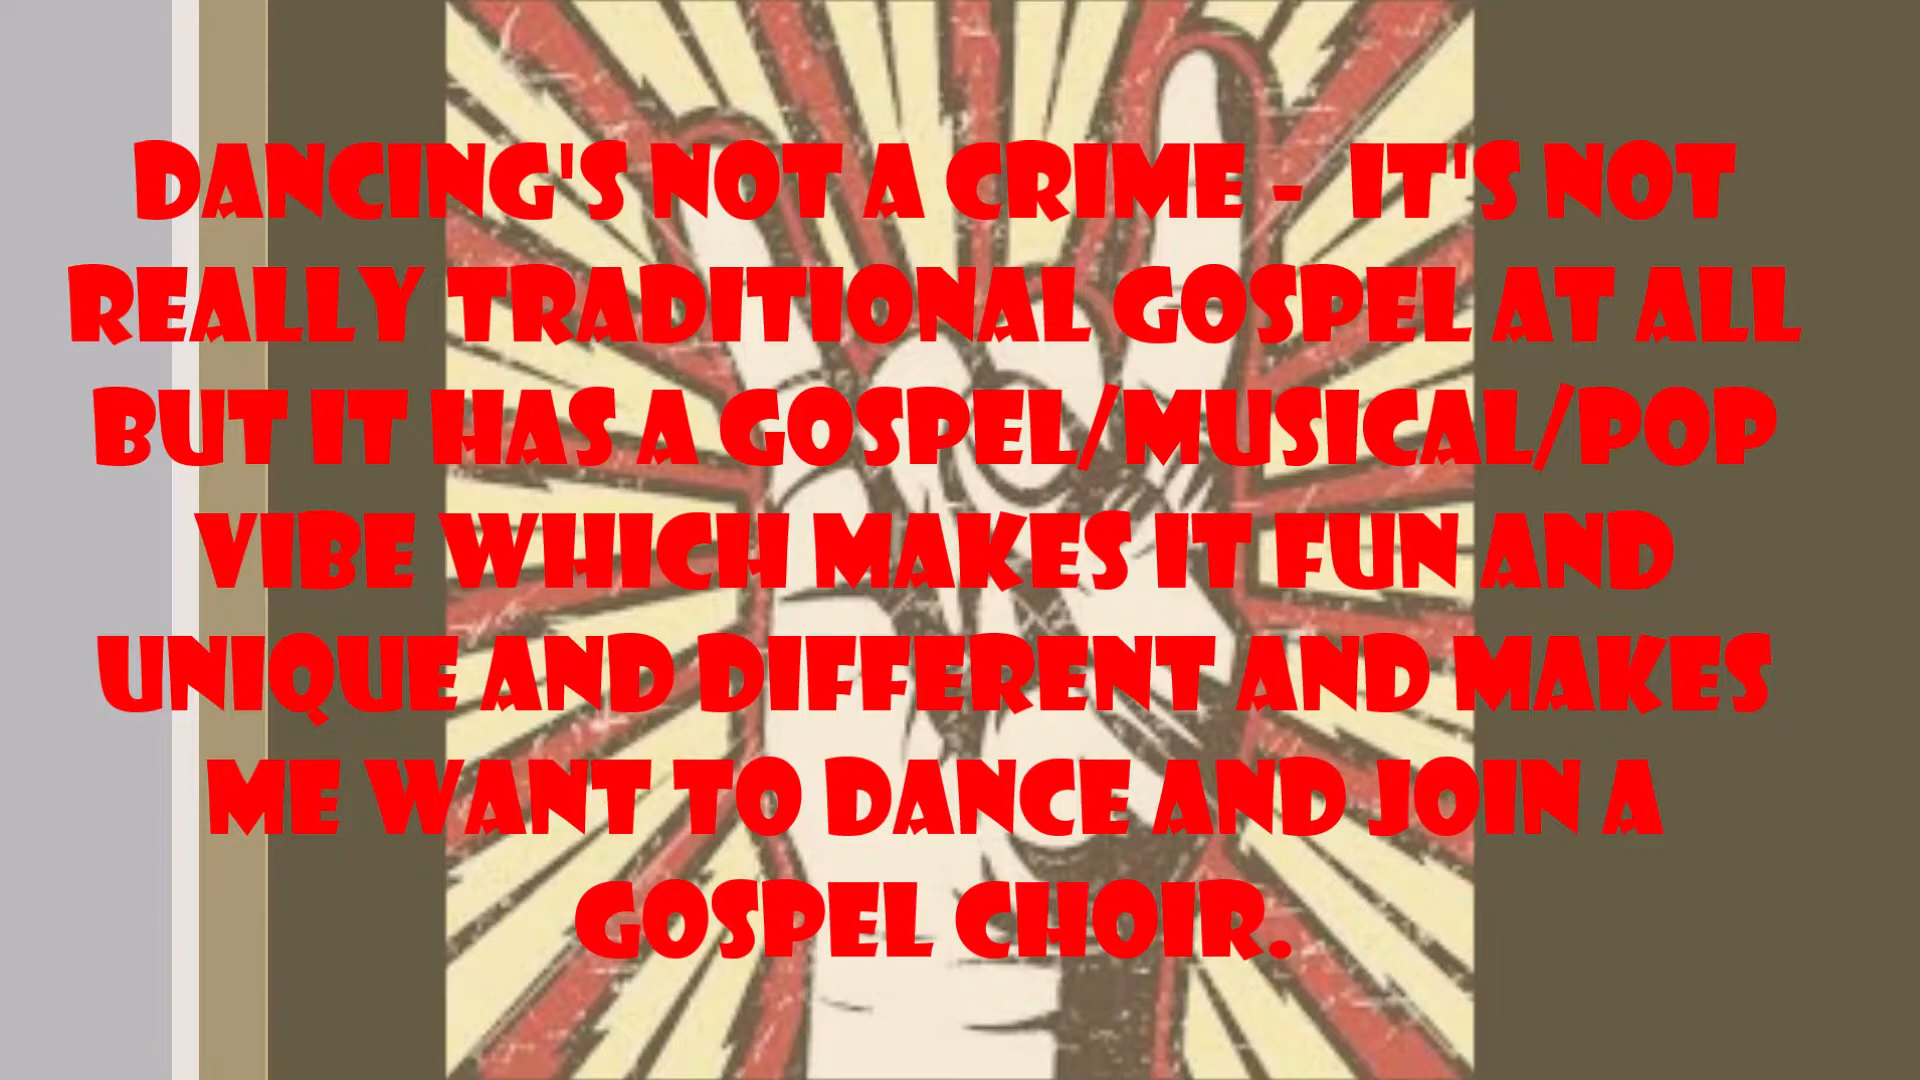 DANCING'S NOT A CRIME - IT'S NOT
REALLY TRADITIONAL GOSPEL AT ALL
BUT IT HAS A GOSPEL/MUSICAL/POP
VIBE WHICH MAKES IT FUN AND
UNIQUE AND DIFFERENT AND MAKES
ME WANT TO DANCE AND JOIN A
GOSPEL CHOIR.